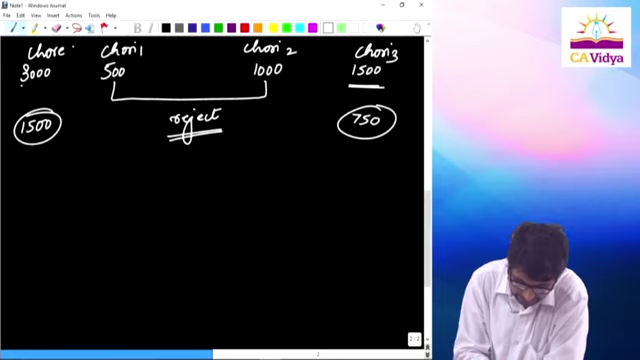 Note1 - Windows Journal
File Edit View Insert Actions Tools Help
B
CA Vidya
Chore Chori 1 Chori 2 Chori 3
3000 500 1000 1500
1500 reject 750
2/2
2